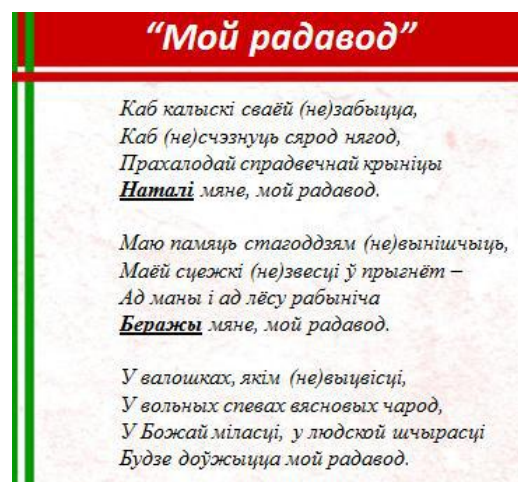 “Мой радавод”
Каб калыскі сваёй (не)забыцца,
Каб (не)счэзнуць сярод нягод,
Прахалодай спрадвечнай крыніцы
Наталі мяне, мой радавод.
Маю памяць стагоддзям (не)вынішчыць,
Маёй сцежкі (не)звесці ў прыгнёт –
Ад маны і ад лёсу рабыніча
Беражы мяне, мой радавод.
У валошках, якім (не)выцвісці,
У вольных спевах вясновых чарод,
У Божай міласці, у людской шчырасці
Будзе доўжыцца мой радавод.